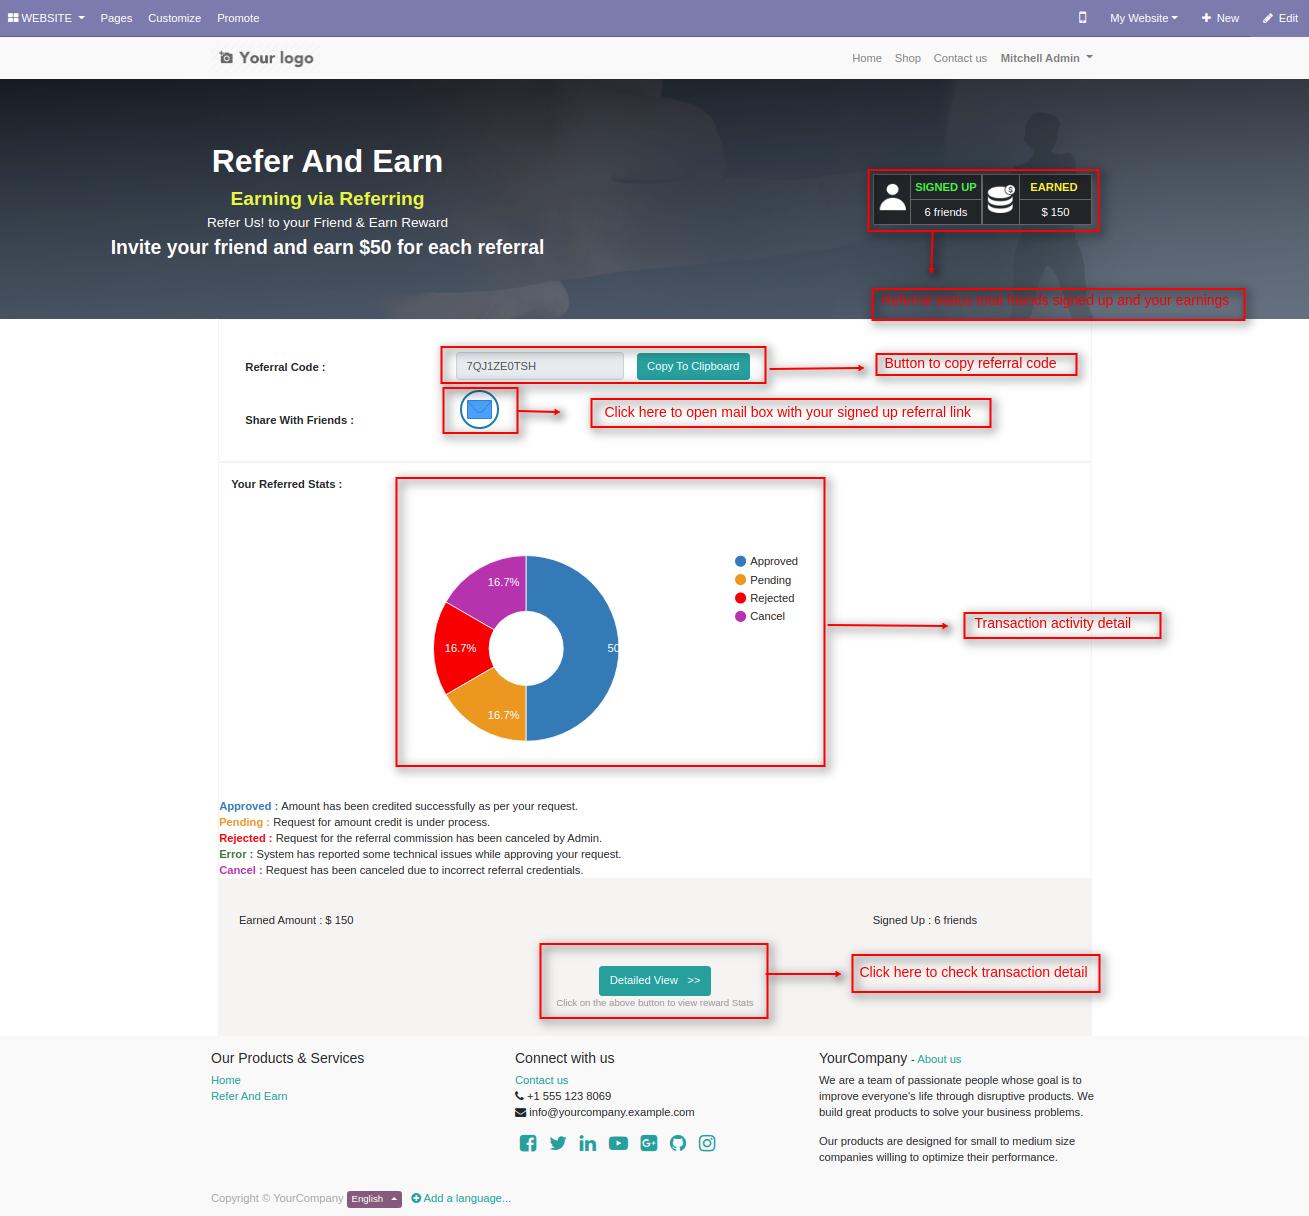 WEBSITE Pages Customize Promote My Website New Edit
Your logo Home Shop Contact us Mitchell Admin
Refer And Earn
Earning via Referring
Refer Us! to your Friend & Earn Reward
Invite your friend and earn $50 for each referral
SIGNED UP EARNED
6 friends $ 150
Referral status total friends signed up and your earnings
Referral Code : 7QJ1ZE0TSH Copy To Clipboard Button to copy referral code
Share With Friends : Click here to open mail box with your signed up referral link
Your Referred Stats :
Approved
Pending
Rejected
Cancel
16.7%
16.7% 50
16.7%
Transaction activity detail
Approved : Amount has been credited successfully as per your request.
Pending : Request for amount credit is under process.
Rejected : Request for the referral commission has been canceled by Admin.
Error : System has reported some technical issues while approving your request.
Cancel : Request has been canceled due to incorrect referral credentials.
Earned Amount : $ 150 Signed Up : 6 friends
Detailed View >> Click here to check transaction detail
Click on the above button to view reward Stats
Our Products & Services
Home
Refer And Earn
Connect with us
Contact us
+1 555 123 8069
info@yourcompany.example.com
YourCompany - About us
We are a team of passionate people whose goal is to
improve everyone's life through disruptive products. We
build great products to solve your business problems.
Our products are designed for small to medium size
companies willing to optimize their performance.
Copyright © YourCompany English Add a language...